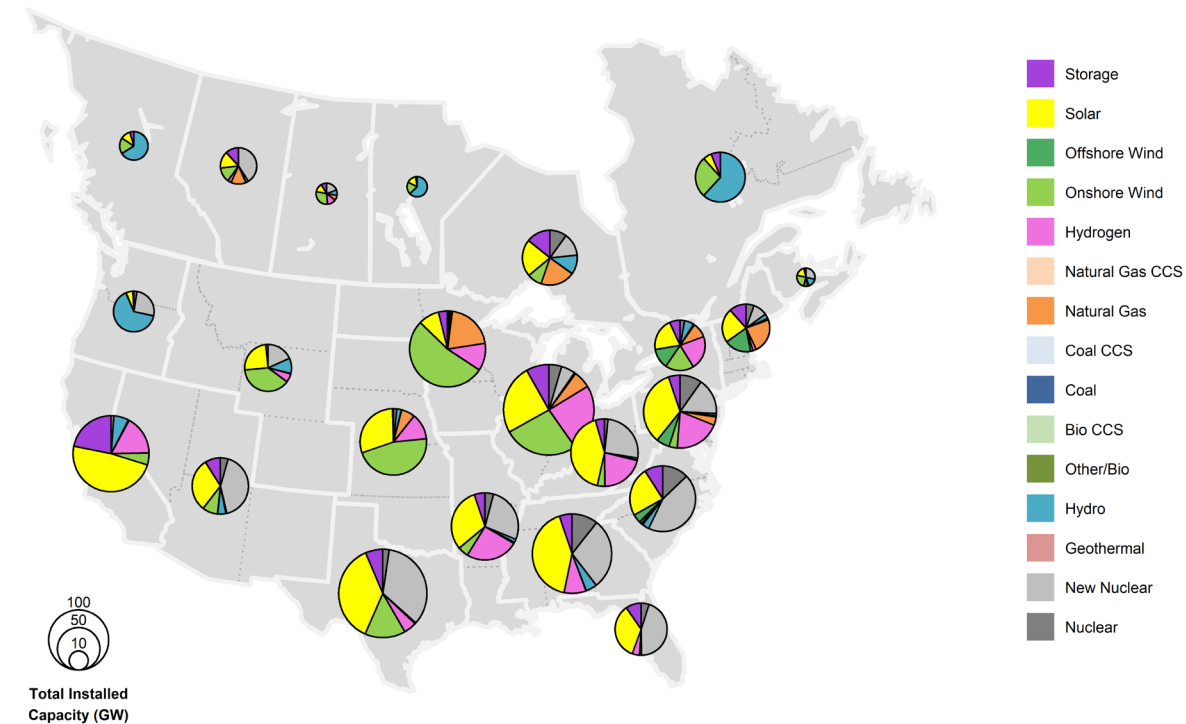 Storage
Solar
Offshore Wind
Onshore Wind
Hydrogen
Natural Gas CCS
Natural Gas
Coal CCS
Coal
Bio CCS
Other/Bio
Hydro
Geothermal
New Nuclear
Nuclear
100
50
10
Total Installed
Capacity (GW)